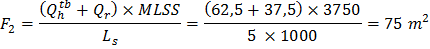 F₂ = (Q_h^tb + Q_r) × MLSS / L_s = (62,5 + 37,5) × 3750 / 5 × 1000 = 75 m²